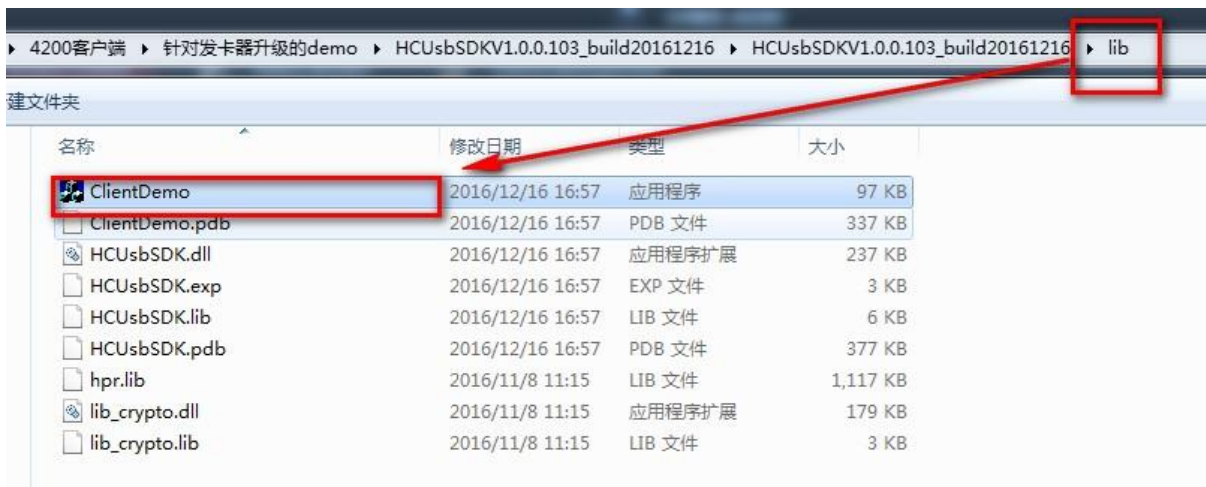 4200客户端 针对发卡器升级的demo HCUsbSDKV1.0.0.103_build20161216 HCUsbSDKV1.0.0.103_build20161216 lib
建文件夹
名称 修改日期 类型 大小
ClientDemo 2016/12/16 16:57 应用程序 97 KB
ClientDemo.pdb 2016/12/16 16:57 PDB 文件 337 KB
HCUsbSDK.dll 2016/12/16 16:57 应用程序扩展 237 KB
HCUsbSDK.exp 2016/12/16 16:57 EXP 文件 3 KB
HCUsbSDK.lib 2016/12/16 16:57 LIB 文件 6 KB
HCUsbSDK.pdb 2016/12/16 16:57 PDB 文件 377 KB
hpr.lib 2016/11/8 11:15 LIB 文件 1,117 KB
lib_crypto.dll 2016/11/8 11:15 应用程序扩展 179 KB
lib_crypto.lib 2016/11/8 11:15 LIB 文件 3 KB